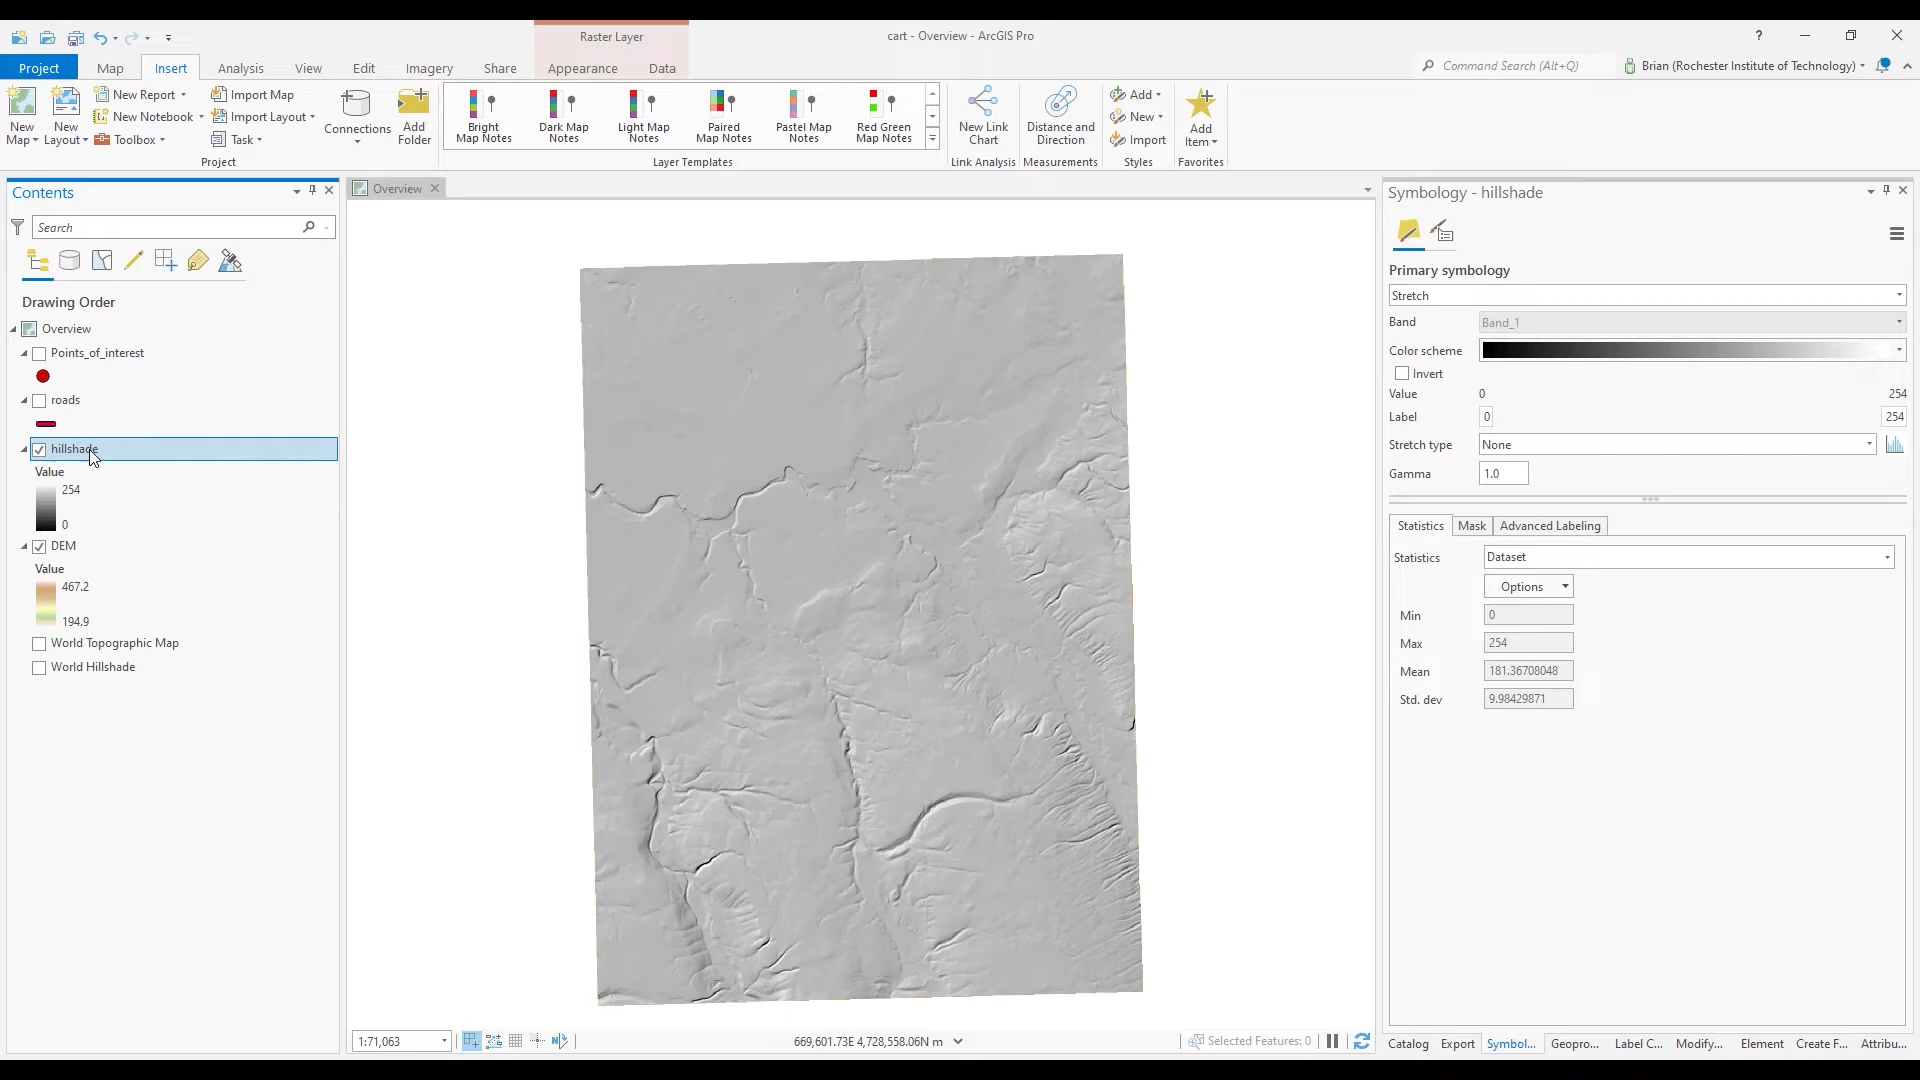 Raster Layer
cart - Overview - ArcGIS Pro
?
Project Map Insert Analysis View Edit Imagery Share Appearance Data
Command Search (Alt+Q)
Brian (Rochester Institute of Technology)
New Map
New Layout
New Report
New Notebook
Toolbox
Import Map
Import Layout
Task
Connections
Add Folder
Project
Bright Map Notes
Dark Map Notes
Light Map Notes
Paired Map Notes
Pastel Map Notes
Red Green Map Notes
Layer Templates
New Link Chart
Link Analysis
Distance and Direction
Measurements
Add
New
Import
Styles
Add Item
Favorites
Contents
Search
Drawing Order
Overview
Points_of_interest
roads
hillshade
Value
254
0
DEM
Value
467.2
194.9
World Topographic Map
World Hillshade
Overview
1:71,063
669,601.73E 4,728,558.06N m
Selected Features: 0
Symbology - hillshade
Primary symbology
Stretch
Band Band_1
Color scheme
Invert
Value 0 254
Label 0 254
Stretch type None
Gamma 1.0
Statistics Mask Advanced Labeling
Statistics Dataset
Options
Min 0
Max 254
Mean 181.36708048
Std. dev 9.98429871
Catalog Export Symbol... Geopro... Label C... Modify... Element Create F... Attribu...